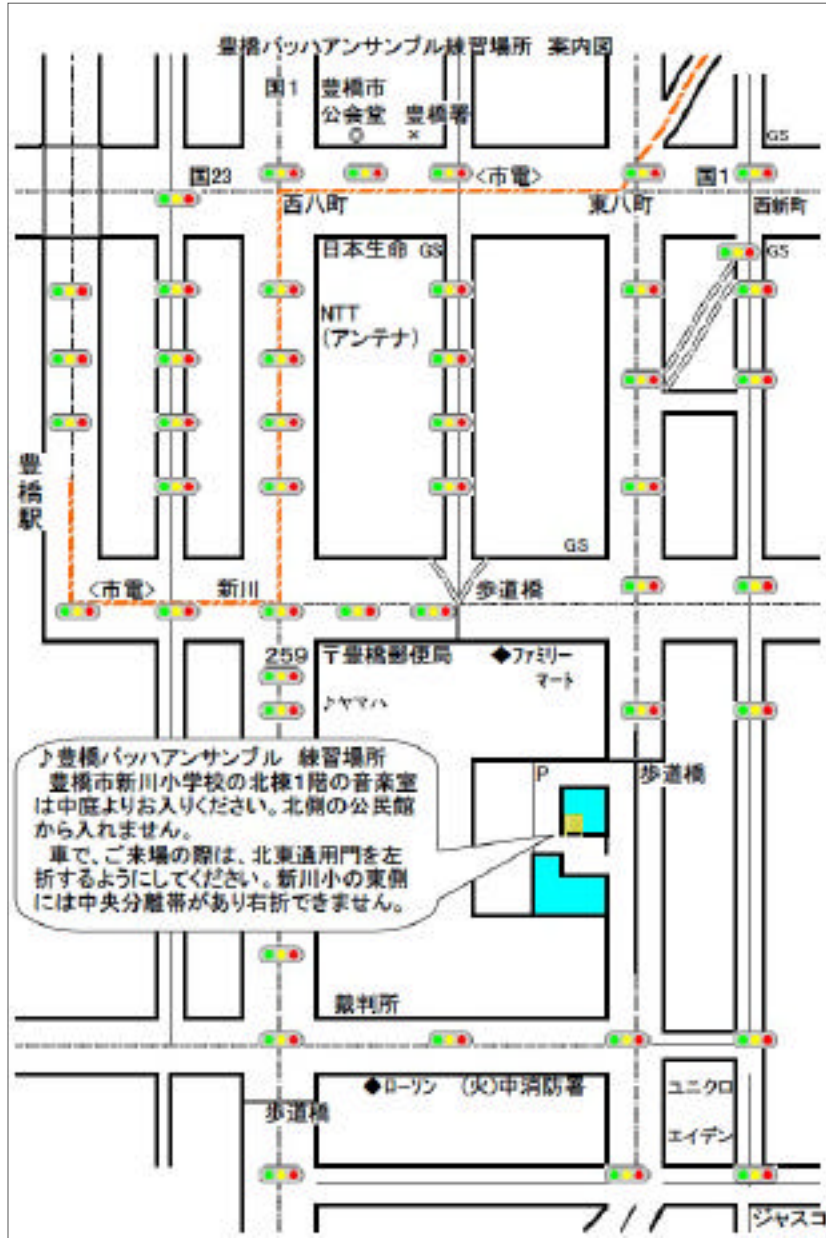 豊橋バッハアンサンブル練習場所 案内図
国1 豊橋市
公会堂 豊橋署
GS
国23
<市電>
国1
西八町
東八町
西新町
日本生命 GS
GS
NTT
(アンテナ)
豊橋駅
GS
<市電>
新川
歩道橋
259 〒豊橋郵便局
◆ファミリー
マート
♪ヤマハ
P
歩道橋
♪豊橋バッハアンサンブル 練習場所
豊橋市新川小学校の北棟1階の音楽室
は中庭よりお入りください。北側の公民館
から入れません。
車で、ご来場の際は、北東通用門を左
折するようにしてください。新川小の東側
には中央分離帯があり右折できません。
裁判所
◆ローソン (火)中消防署
ユニクロ
歩道橋
エイデン
ジャスコ